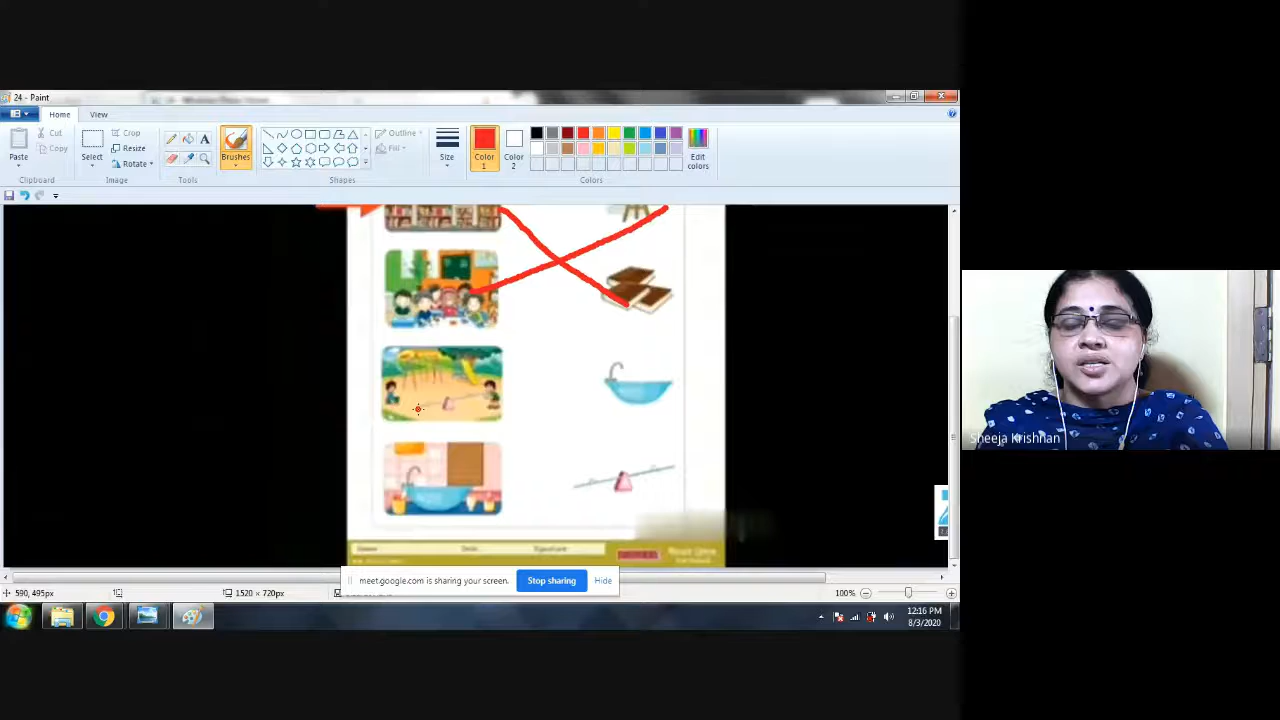 24 - Paint
Home
View
Cut
Copy
Paste
Clipboard
Crop
Resize
Rotate
Select
Image
A
Tools
Brushes
Outline
Fill
Shapes
Size
Color
1
Color
2
Edit
colors
Colors
Sheeja Krishnan
meet.google.com is sharing your screen.
Stop sharing
Hide
590, 495px
1520 × 720px
100%
12:16 PM
8/3/2020